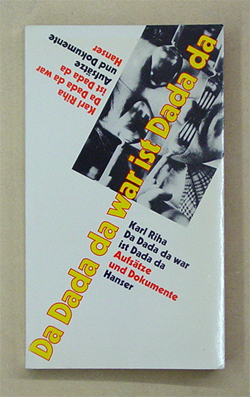 Karl Riha
Da Dada da war
ist Dada da
Aufsätze
und Dokumente
Hanser
Da Dada da war ist Dada da
Karl Riha
Da Dada da war
ist Dada da
Aufsätze
und Dokumente
Hanser